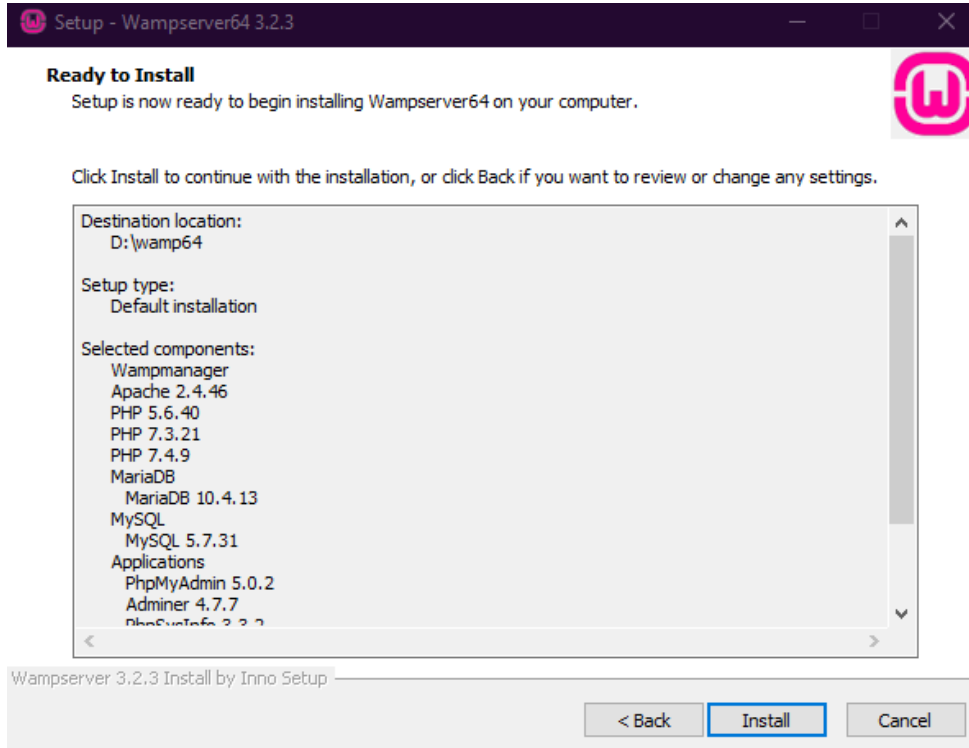 Setup - Wampserver64 3.2.3
Ready to Install
Setup is now ready to begin installing Wampserver64 on your computer.
Click Install to continue with the installation, or click Back if you want to review or change any settings.
Destination location:
D:\wamp64
Setup type:
Default installation
Selected components:
Wampmanager
Apache 2.4.46
PHP 5.6.40
PHP 7.3.21
PHP 7.4.9
MariaDB
MariaDB 10.4.13
MySQL
MySQL 5.7.31
Applications
PhpMyAdmin 5.0.2
Adminer 4.7.7
PhpSysInfo 3.3.2
Wampserver 3.2.3 Install by Inno Setup
< Back
Install
Cancel